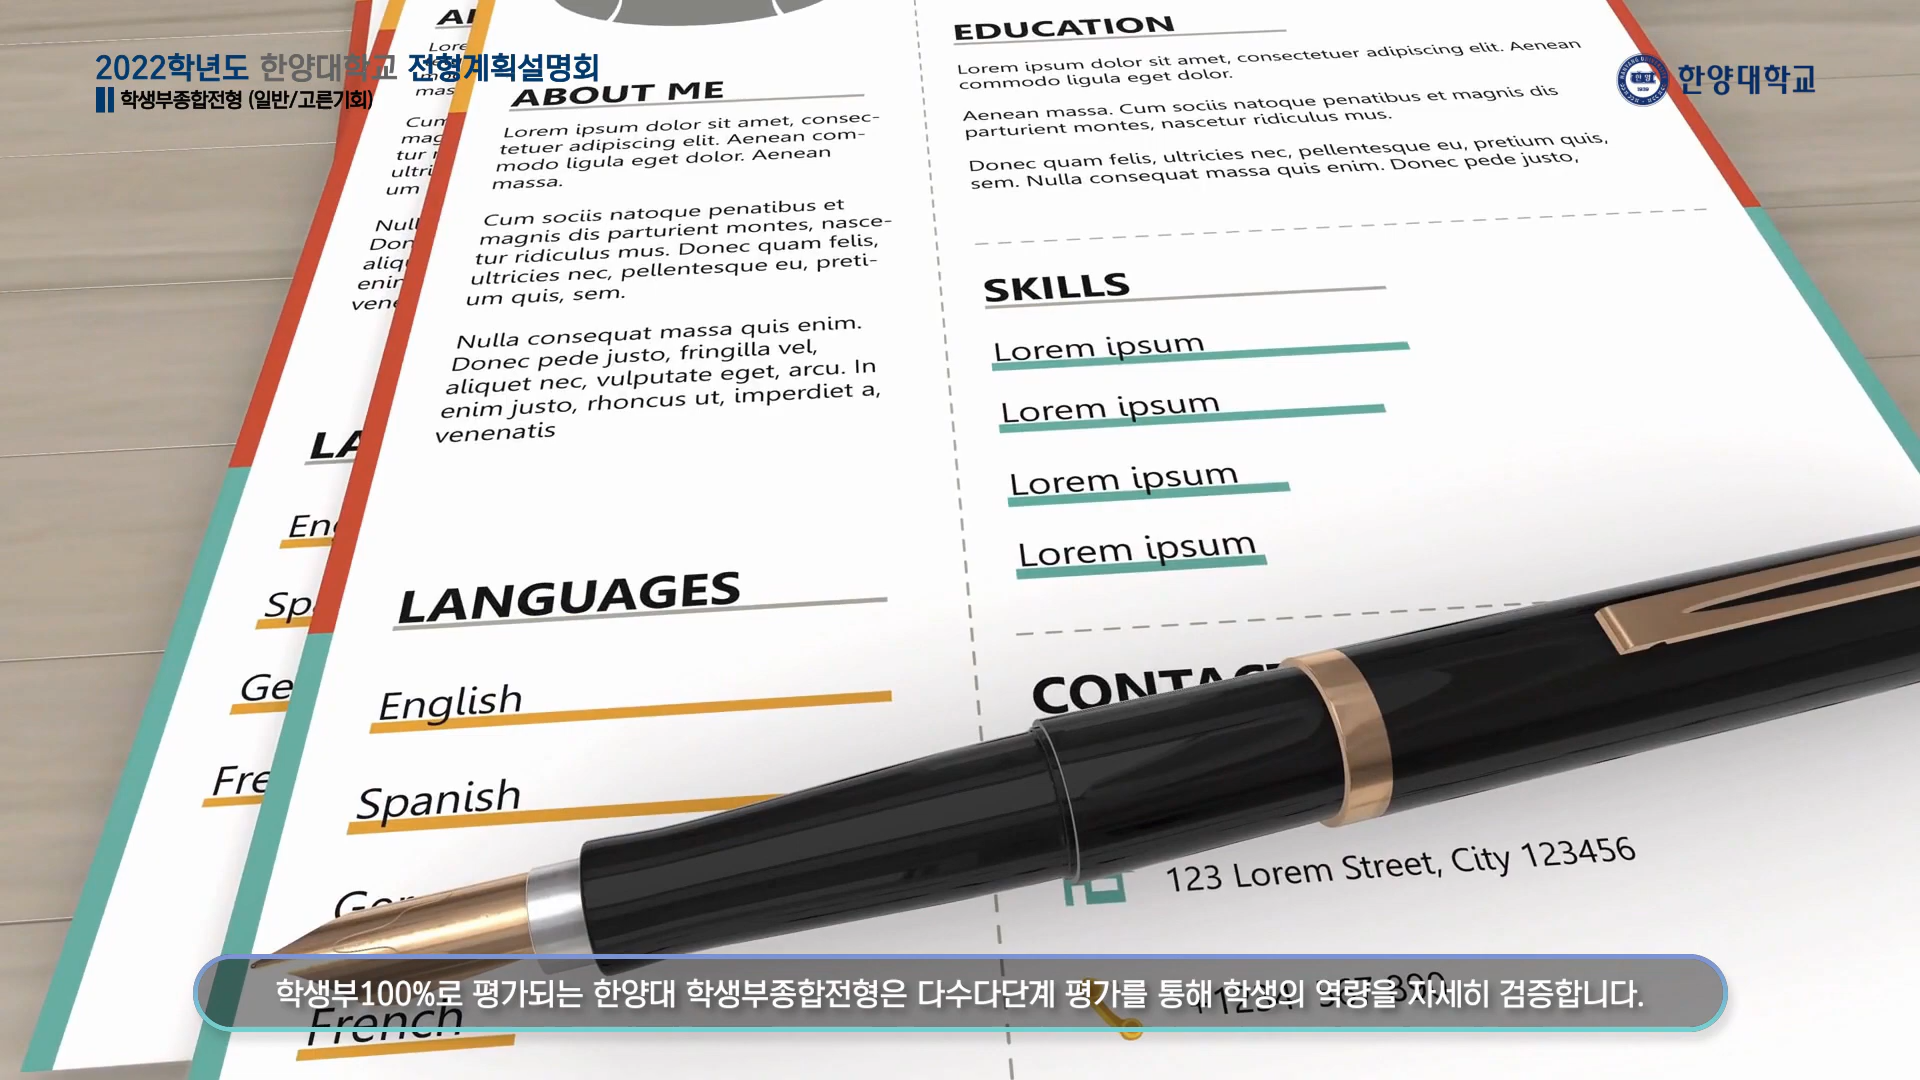 2022학년도 한양대학교 전형계획설명회
학생부종합전형 (일반/고른기회)
한양대학교
ABOUT ME
Lorem ipsum dolor sit amet, consec-
tetuer adipiscing elit. Aenean com-
modo ligula eget dolor. Aenean
massa.
Cum sociis natoque penatibus et
magnis dis parturient montes, nasce-
tur ridiculus mus. Donec quam felis,
ultricies nec, pellentesque eu, preti-
um quis, sem.
Nulla consequat massa quis enim.
Donec pede justo, fringilla vel,
aliquet nec, vulputate eget, arcu. In
enim justo, rhoncus ut, imperdiet a,
venenatis
LANGUAGES
English
Spanish
French
EDUCATION
Lorem ipsum dolor sit amet, consectetuer adipiscing elit. Aenean
commodo ligula eget dolor.
Aenean massa. Cum sociis natoque penatibus et magnis dis
parturient montes, nascetur ridiculus mus.
Donec quam felis, ultricies nec, pellentesque eu, pretium quis,
sem. Nulla consequat massa quis enim. Donec pede justo,
SKILLS
Lorem ipsum
Lorem ipsum
Lorem ipsum
Lorem ipsum
CONTAC
123 Lorem Street, City 123456
학생부100%로 평가되는 한양대 학생부종합전형은 다수다단계 평가를 통해 학생의 역량을 자세히 검증합니다.